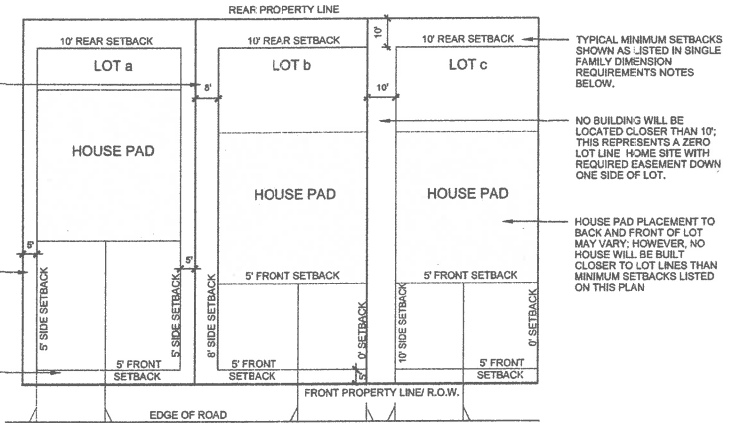 REAR PROPERTY LINE
10' REAR SETBACK
10' REAR SETBACK
10'
10' REAR SETBACK
LOT a
LOT b
LOT c
8'
10'
HOUSE PAD
HOUSE PAD
HOUSE PAD
5'
5'
5' SIDE SETBACK
5' SIDE SETBACK
8' SIDE SETBACK
5' FRONT SETBACK
0' SETBACK
10' SIDE SETBACK
5' FRONT SETBACK
0' SETBACK
5' FRONT
SETBACK
5' FRONT
SETBACK
5'
5' FRONT
SETBACK
FRONT PROPERTY LINE/ R.O.W.
EDGE OF ROAD
TYPICAL MINIMUM SETBACKS
SHOWN AS LISTED IN SINGLE
FAMILY DIMENSION
REQUIREMENTS NOTES
BELOW.
NO BUILDING WILL BE
LOCATED CLOSER THAN 10';
THIS REPRESENTS A ZERO
LOT LINE HOME SITE WITH
REQUIRED EASEMENT DOWN
ONE SIDE OF LOT.
HOUSE PAD PLACEMENT TO
BACK AND FRONT OF LOT
MAY VARY; HOWEVER, NO
HOUSE WILL BE BUILT
CLOSER TO LOT LINES THAN
MINIMUM SETBACKS LISTED
ON THIS PLAN